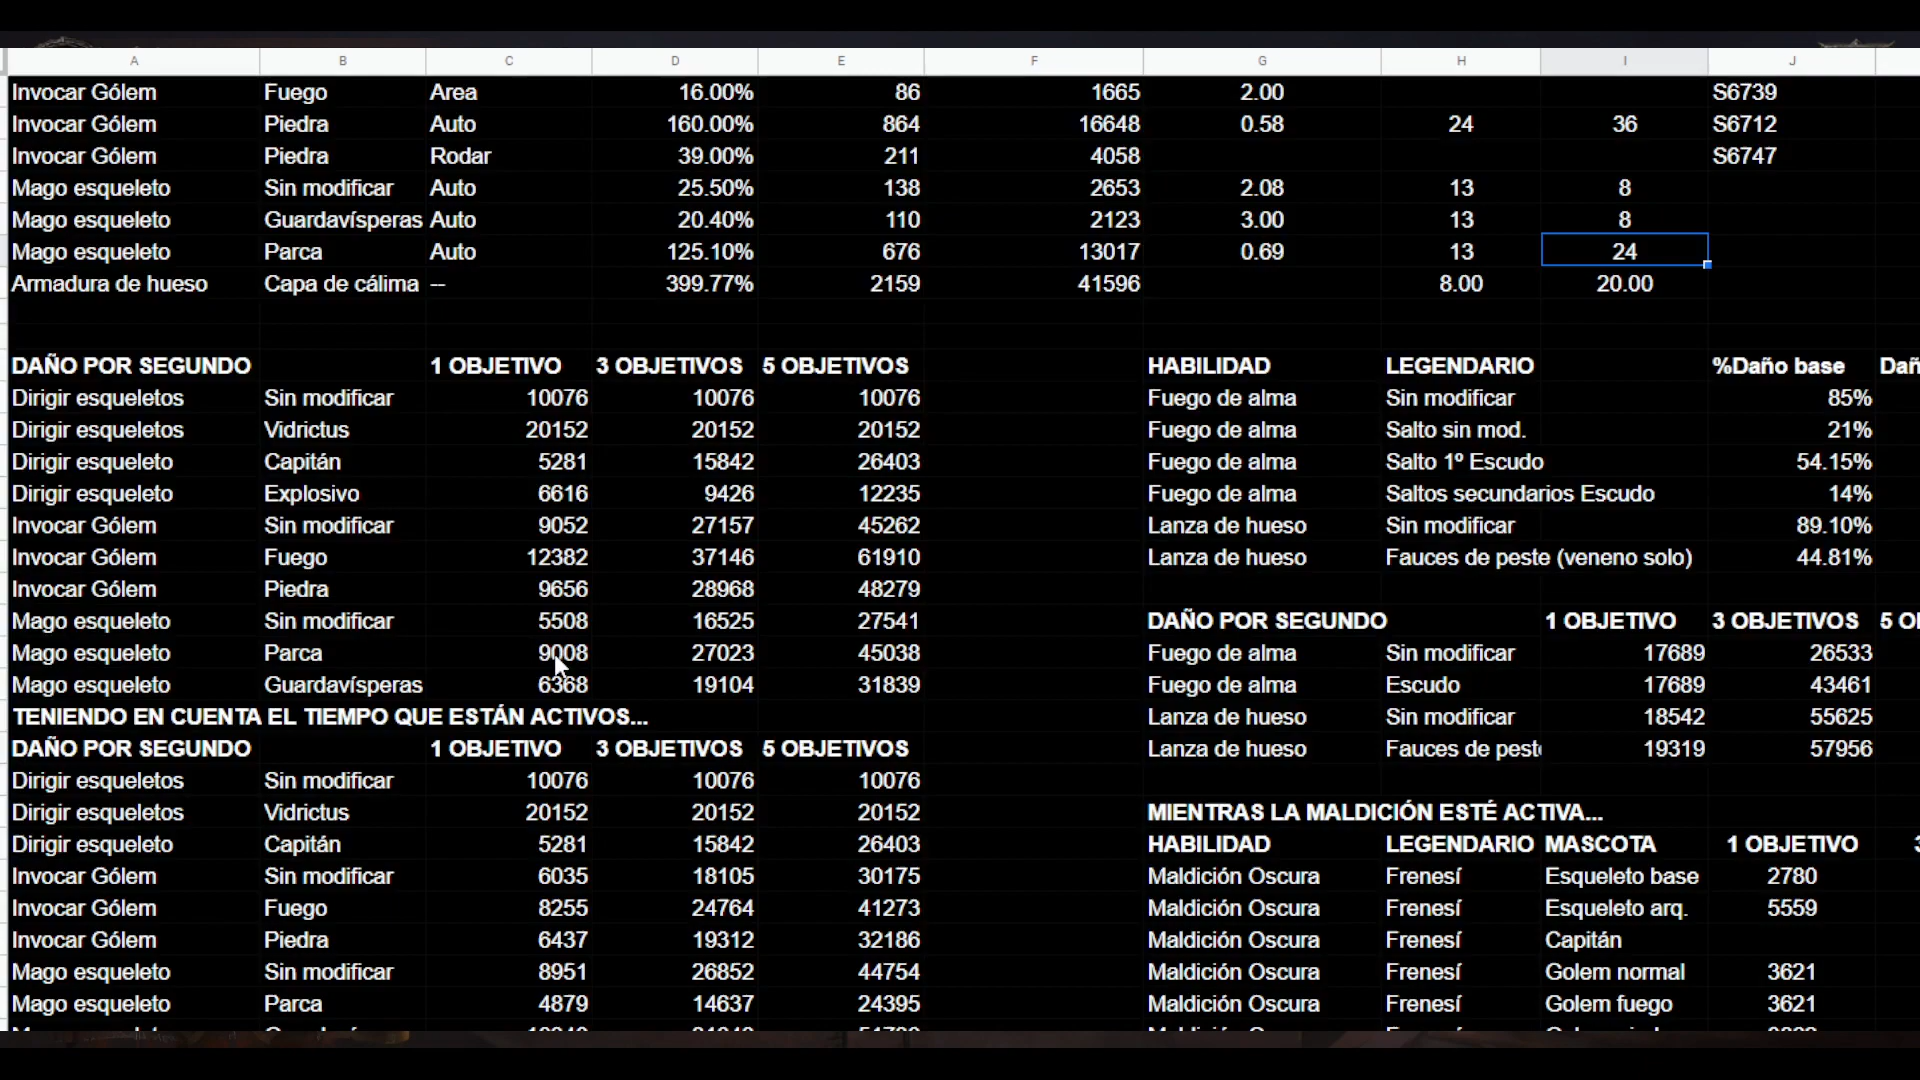 A B C D E F G H I J
Invocar Gólem Fuego Area 16.00% 86 1665 2.00 S6739
Invocar Gólem Piedra Auto 160.00% 864 16648 0.58 24 36 S6712
Invocar Gólem Piedra Rodar 39.00% 211 4058 S6747
Mago esqueleto Sin modificar Auto 25.50% 138 2653 2.08 13 8
Mago esqueleto Guardavísperas Auto 20.40% 110 2123 3.00 13 8
Mago esqueleto Parca Auto 125.10% 676 13017 0.69 13 24
Armadura de hueso Capa de cálima -- 399.77% 2159 41596 8.00 20.00
DAÑO POR SEGUNDO 1 OBJETIVO 3 OBJETIVOS 5 OBJETIVOS HABILIDAD LEGENDARIO %Daño base
Dirigir esqueletos Sin modificar 10076 10076 10076 Fuego de alma Sin modificar 85%
Dirigir esqueletos Vidrictus 20152 20152 20152 Fuego de alma Salto sin mod. 21%
Dirigir esqueleto Capitán 5281 15842 26403 Fuego de alma Salto 1º Escudo 54.15%
Dirigir esqueleto Explosivo 6616 9426 12235 Fuego de alma Saltos secundarios Escudo 14%
Invocar Gólem Sin modificar 9052 27157 45262 Lanza de hueso Sin modificar 89.10%
Invocar Gólem Fuego 12382 37146 61910 Lanza de hueso Fauces de peste (veneno solo) 44.81%
Invocar Gólem Piedra 9656 28968 48279
Mago esqueleto Sin modificar 5508 16525 27541 DAÑO POR SEGUNDO 1 OBJETIVO 3 OBJETIVOS
Mago esqueleto Parca 9008 27023 45038 Fuego de alma Sin modificar 17689 26533
Mago esqueleto Guardavísperas 6368 19104 31839 Fuego de alma Escudo 17689 43461
TENIENDO EN CUENTA EL TIEMPO QUE ESTÁN ACTIVOS... Lanza de hueso Sin modificar 18542 55625
DAÑO POR SEGUNDO 1 OBJETIVO 3 OBJETIVOS 5 OBJETIVOS Lanza de hueso Fauces de pest 19319 57956
Dirigir esqueletos Sin modificar 10076 10076 10076
Dirigir esqueletos Vidrictus 20152 20152 20152 MIENTRAS LA MALDICIÓN ESTÉ ACTIVA...
Dirigir esqueleto Capitán 5281 15842 26403 HABILIDAD LEGENDARIO MASCOTA 1 OBJETIVO
Invocar Gólem Sin modificar 6035 18105 30175 Maldición Oscura Frenesí Esqueleto base 2780
Invocar Gólem Fuego 8255 24764 41273 Maldición Oscura Frenesí Esqueleto arq. 5559
Invocar Gólem Piedra 6437 19312 32186 Maldición Oscura Frenesí Capitán
Mago esqueleto Sin modificar 8951 26852 44754 Maldición Oscura Frenesí Golem normal 3621
Mago esqueleto Parca 4879 14637 24395 Maldición Oscura Frenesí Golem fuego 3621